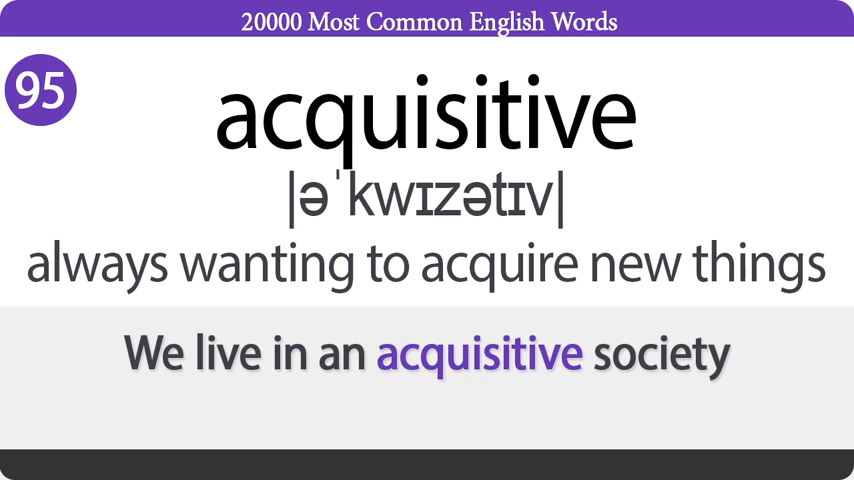 20000 Most Common English Words
95
acquisitive
|əˈkwɪzətɪv|
always wanting to acquire new things
We live in an acquisitive society